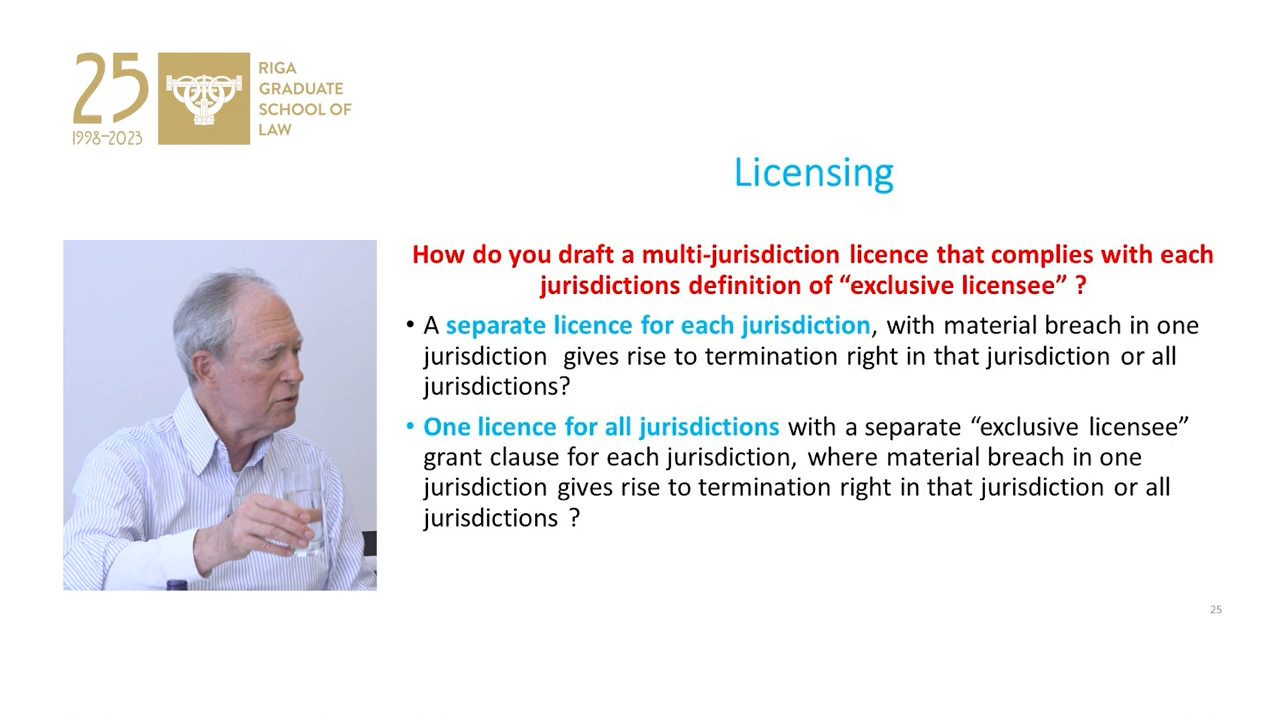 25
1998–2023
RIGA
GRADUATE
SCHOOL OF
LAW
Licensing
How do you draft a multi-jurisdiction licence that complies with each
jurisdictions definition of “exclusive licensee” ?
• A separate licence for each jurisdiction, with material breach in one
jurisdiction gives rise to termination right in that jurisdiction or all
jurisdictions?
• One licence for all jurisdictions with a separate “exclusive licensee”
grant clause for each jurisdiction, where material breach in one
jurisdiction gives rise to termination right in that jurisdiction or all
jurisdictions ?
25